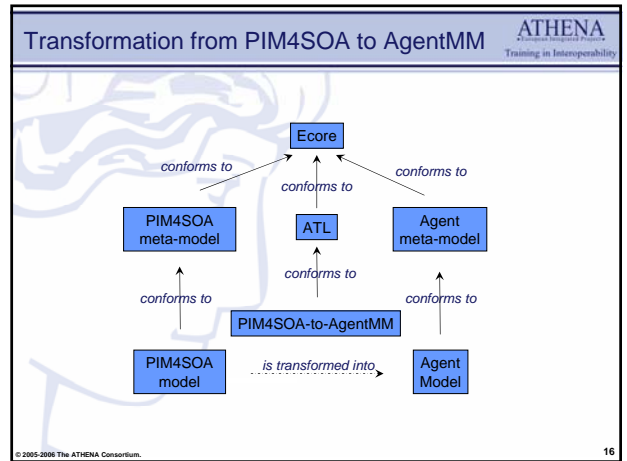 Transformation from PIM4SOA to AgentMM
ATHENA
European Integrated Project
Training in Interoperability
Ecore
conforms to
conforms to
conforms to
PIM4SOA
meta-model
ATL
Agent
meta-model
conforms to
conforms to
conforms to
PIM4SOA-to-AgentMM
PIM4SOA
model
is transformed into
Agent
Model
© 2005-2006 The ATHENA Consortium.
16